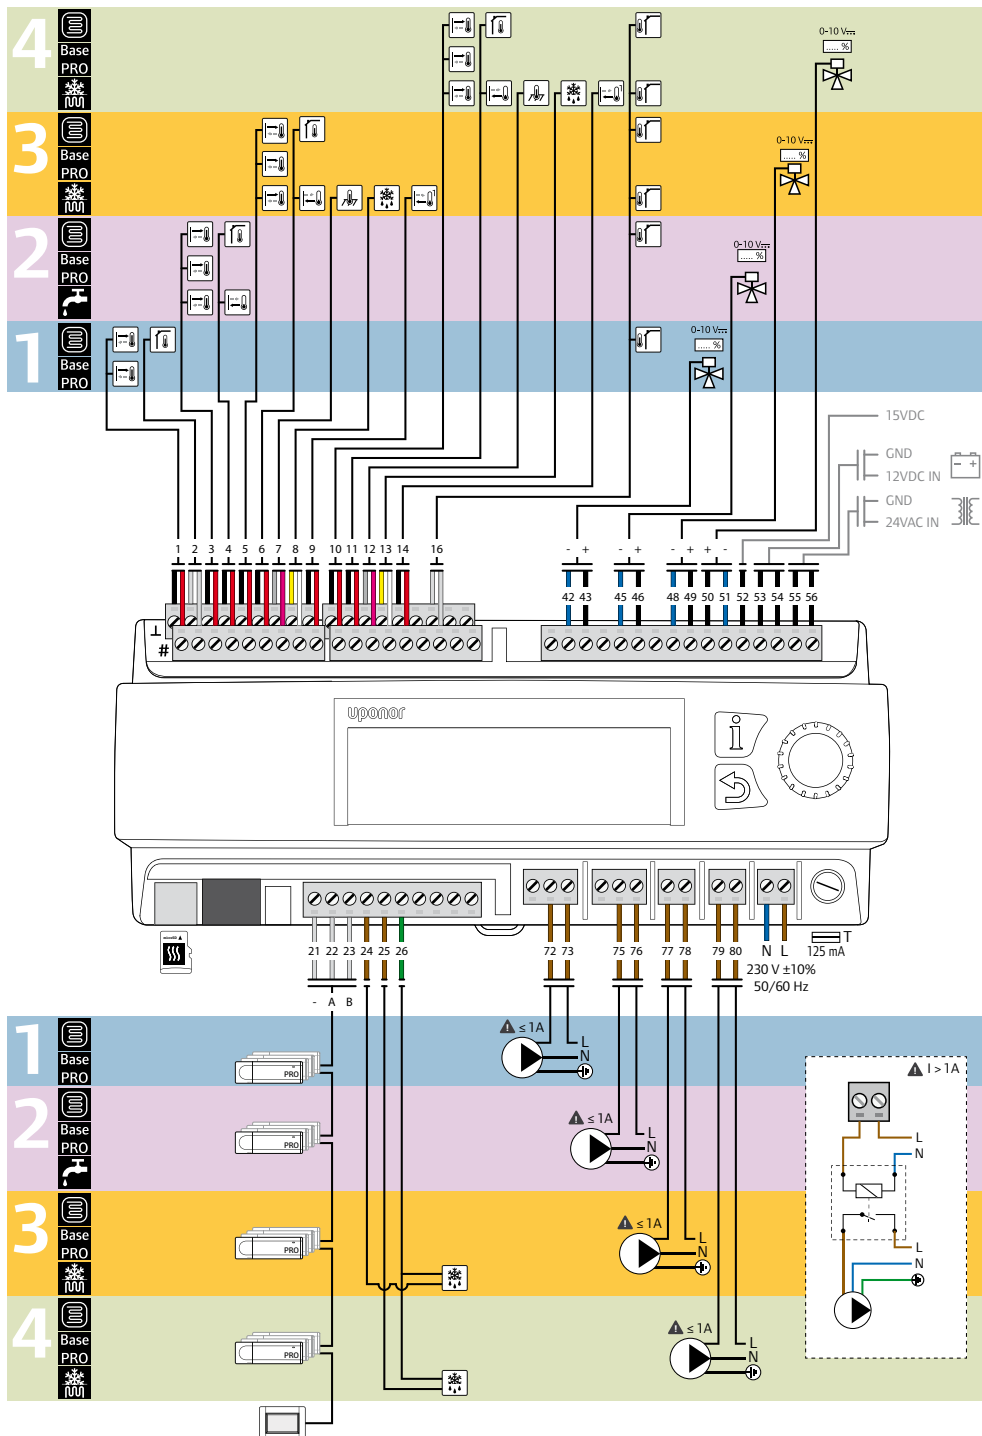 4
Base
PRO
0-10 V
..... %
3
Base
PRO
0-10 V
..... %
2
Base
PRO
0-10 V
..... %
1
Base
PRO
0-10 V
..... %
15VDC
GND
12VDC IN
- +
GND
24VAC IN
1 2 3 4 5 6 7 8 9 10 11 12 13 14 16
- + - + - + + -
42 43 45 46 48 49 50 51 52 53 54 55 56
⊥
#
uponor
i
microSD
21 22 23 24 25 26 72 73 75 76 77 78 79 80 N L
T
125 mA
230 V ±10%
50/60 Hz
- A B
1
Base
PRO
PRO
≤ 1A
L
N
2
Base
PRO
PRO
≤ 1A
L
N
3
Base
PRO
PRO
≤ 1A
L
N
4
Base
PRO
PRO
≤ 1A
L
N
I > 1A
L
N
L
N